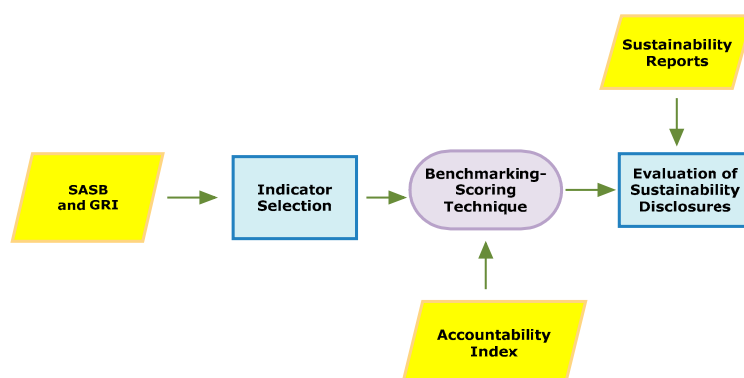 Sustainability
Reports
SASB
and GRI
Indicator
Selection
Benchmarking-
Scoring
Technique
Evaluation of
Sustainability
Disclosures
Accountability
Index